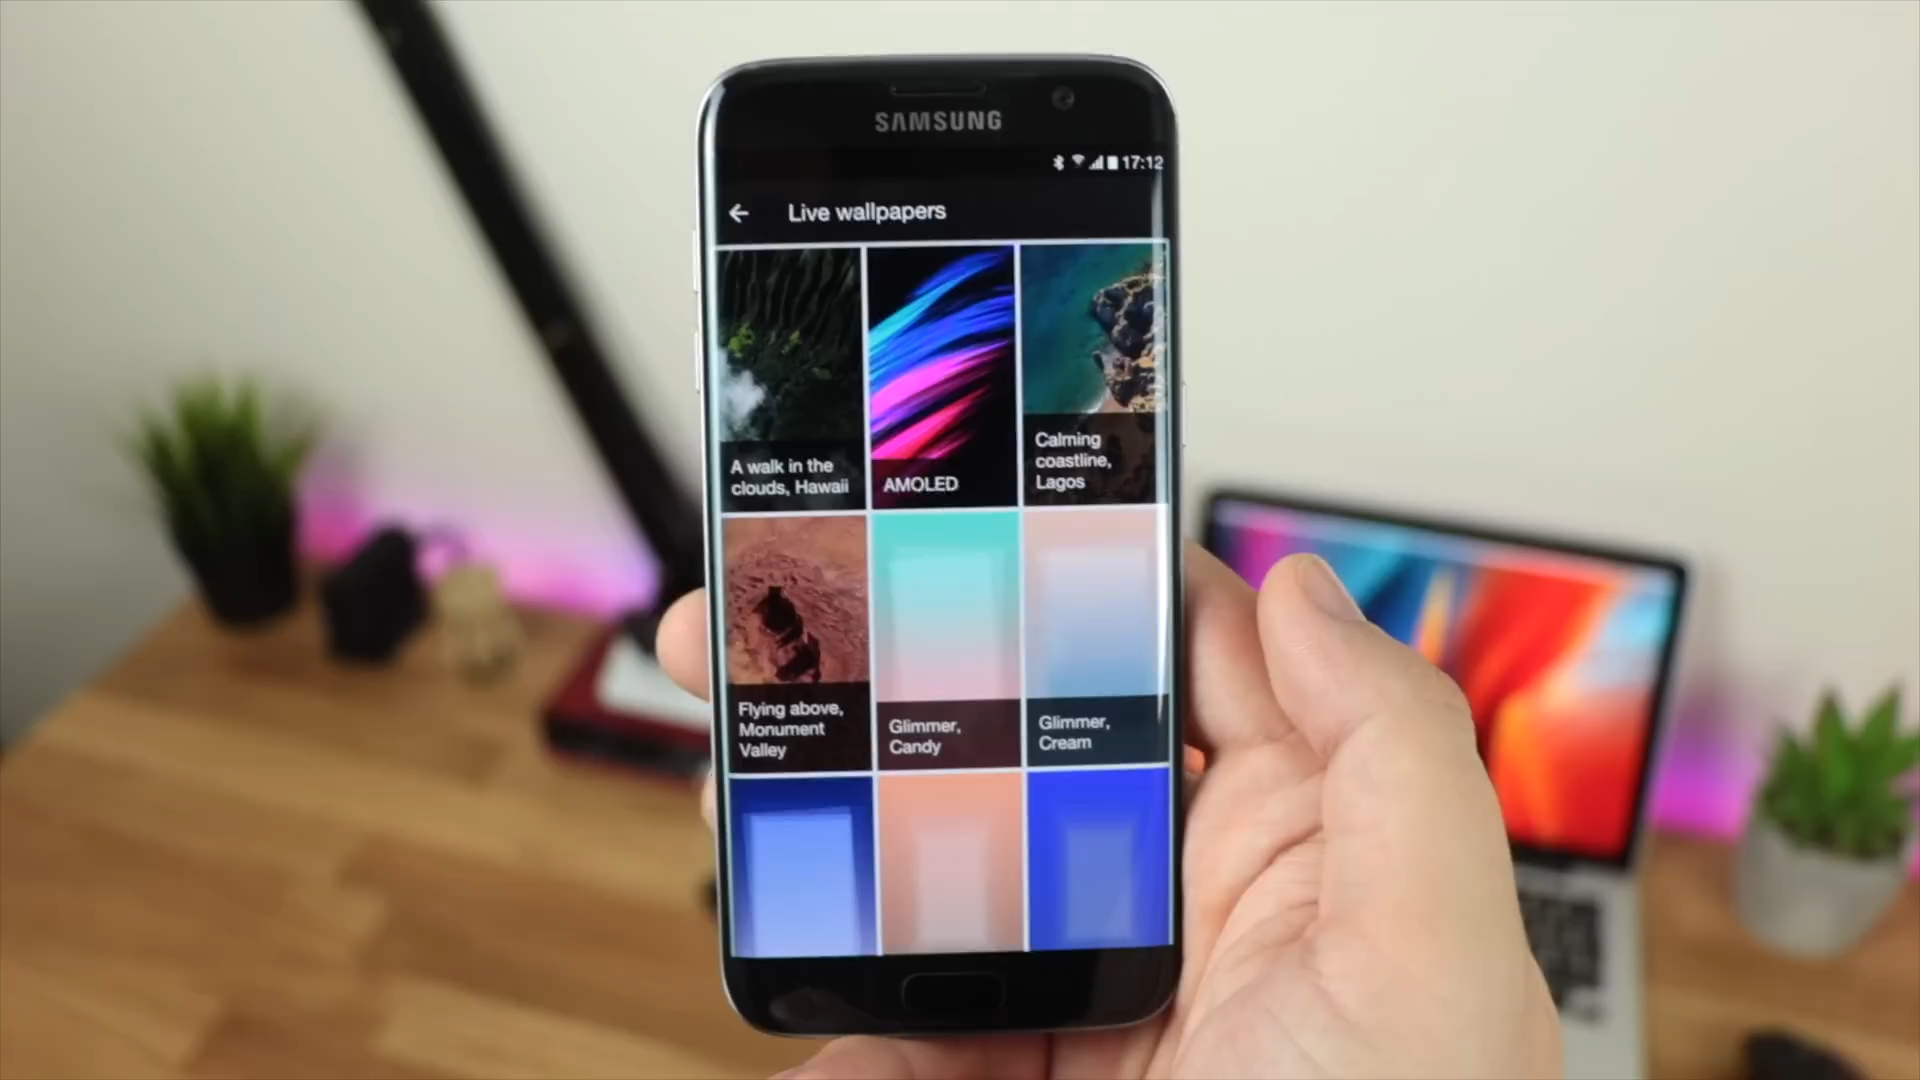 SAMSUNG
17:12
Live wallpapers
A walk in the
clouds, Hawaii
AMOLED
Calming
coastline,
Lagos
Flying above,
Monument
Valley
Glimmer,
Candy
Glimmer,
Cream